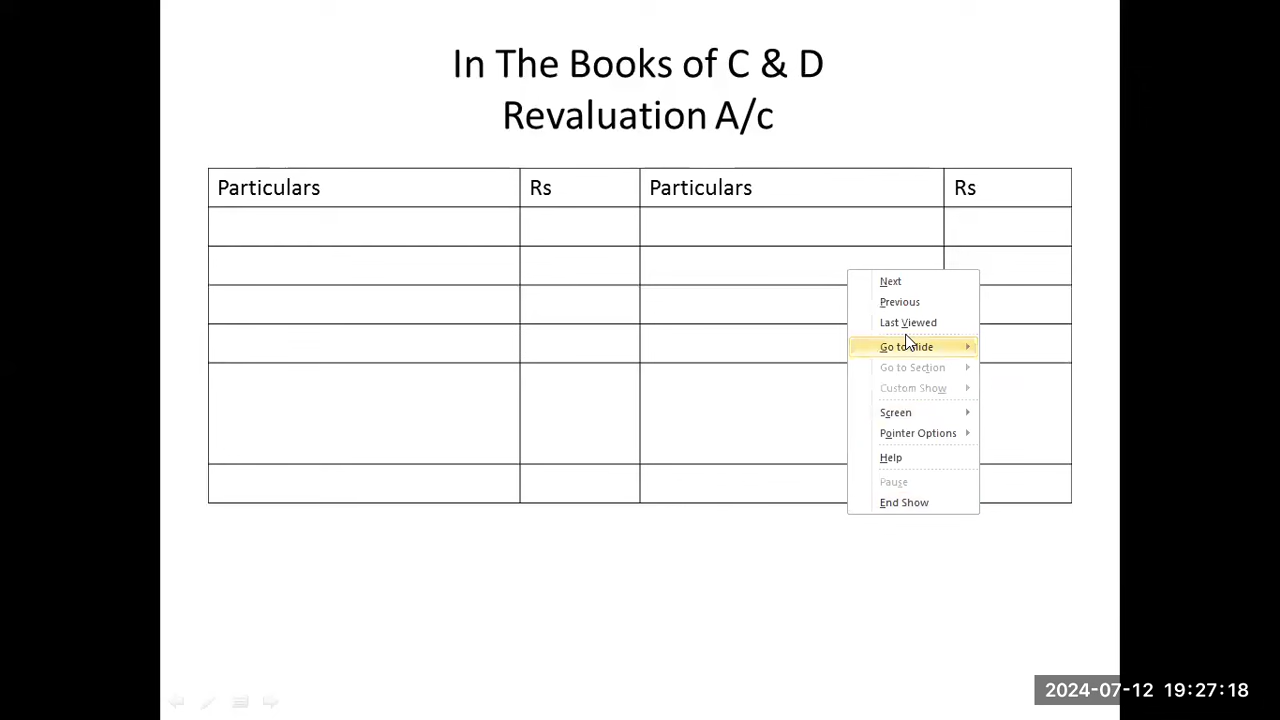 In The Books of C & D
Revaluation A/c
Particulars Rs Particulars Rs
Next
Previous
Last Viewed
Go to Slide
Go to Section
Custom Show
Screen
Pointer Options
Help
Pause
End Show
2024-07-12 19:27:18